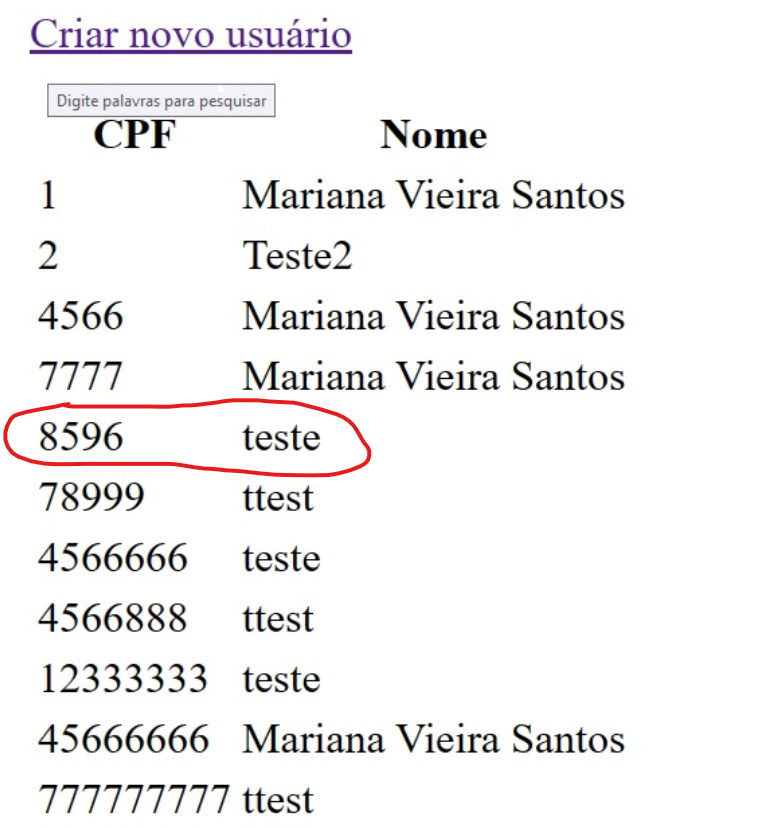 Criar novo usuário
Digite palavras para pesquisar
CPF Nome
1 Mariana Vieira Santos
2 Teste2
4566 Mariana Vieira Santos
7777 Mariana Vieira Santos
8596 teste
78999 ttest
4566666 teste
4566888 ttest
12333333 teste
45666666 Mariana Vieira Santos
777777777 ttest